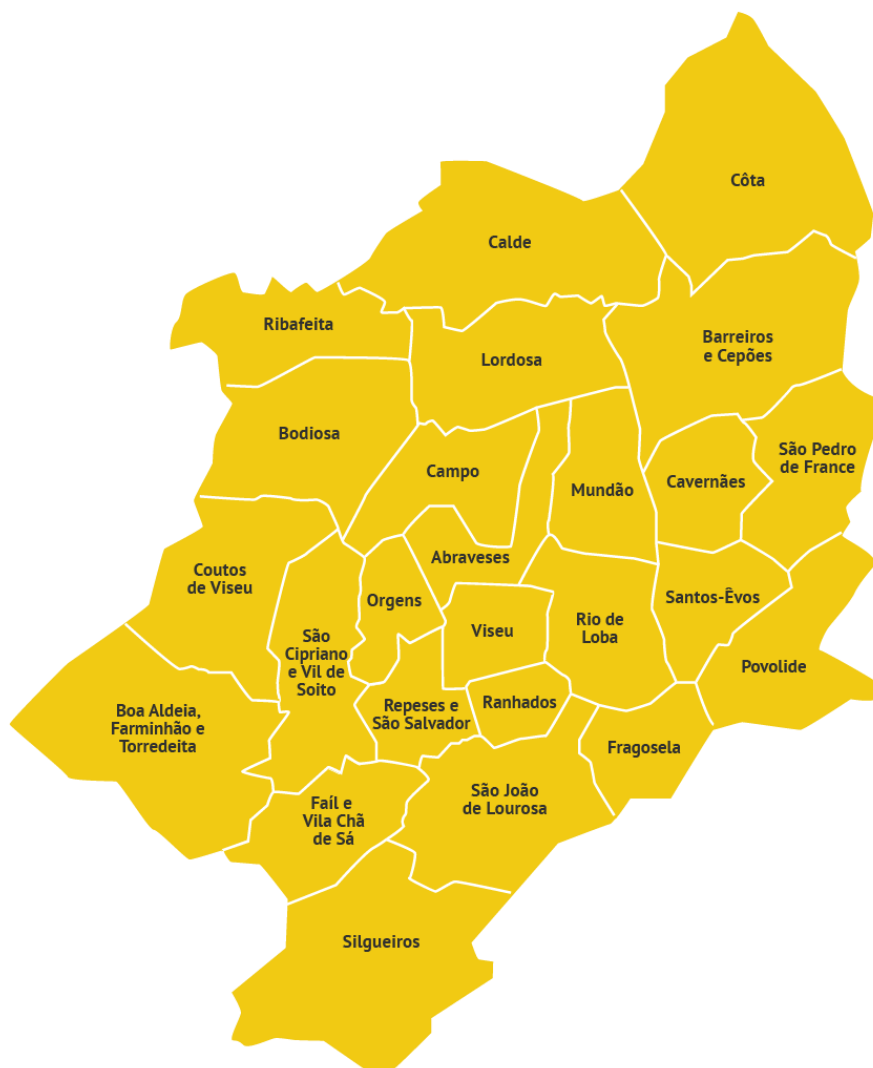 Côta
Calde
Ribafeita
Lordosa
Barreiros
e Cepões
Bodiosa
Campo
Mundão
Cavernães
São Pedro
de France
Abraveses
Coutos
de Viseu
Orgens
Viseu
Rio de
Loba
Santos-Êvos
São
Cipriano
e Vil de
Soito
Povolide
Boa Aldeia,
Farminhão e
Torredeita
Repeses e
São Salvador
Ranhados
Fragosela
Faíl e
Vila Chã
de Sá
São João
de Lourosa
Silgueiros